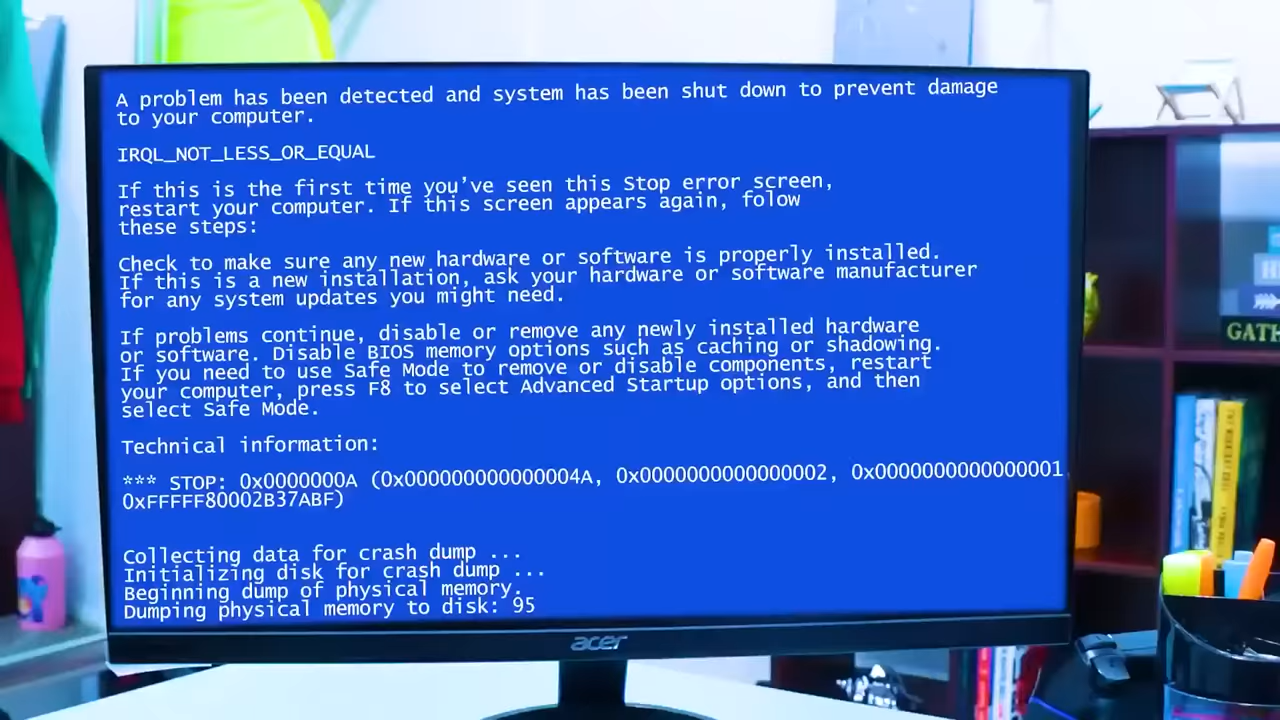 A problem has been detected and system has been shut down to prevent damage
to your computer.
IRQL_NOT_LESS_OR_EQUAL
If this is the first time you've seen this Stop error screen,
restart your computer. If this screen appears again, folow
these steps:
Check to make sure any new hardware or software is properly installed.
If this is a new installation, ask your hardware or software manufacturer
for any system updates you might need.
If problems continue, disable or remove any newly installed hardware
or software. Disable BIOS memory options such as caching or shadowing.
If you need to use Safe Mode to remove or disable components, restart
your computer, press F8 to select Advanced Startup options, and then
select Safe Mode.
Technical information:
*** STOP: 0x0000000A (0x000000000000004A, 0x0000000000000002, 0x0000000000000001
0xFFFFF80002B37ABF)
Collecting data for crash dump ...
Initializing disk for crash dump ...
Beginning dump of physical memory.
Dumping physical memory to disk: 95
acer
GATH